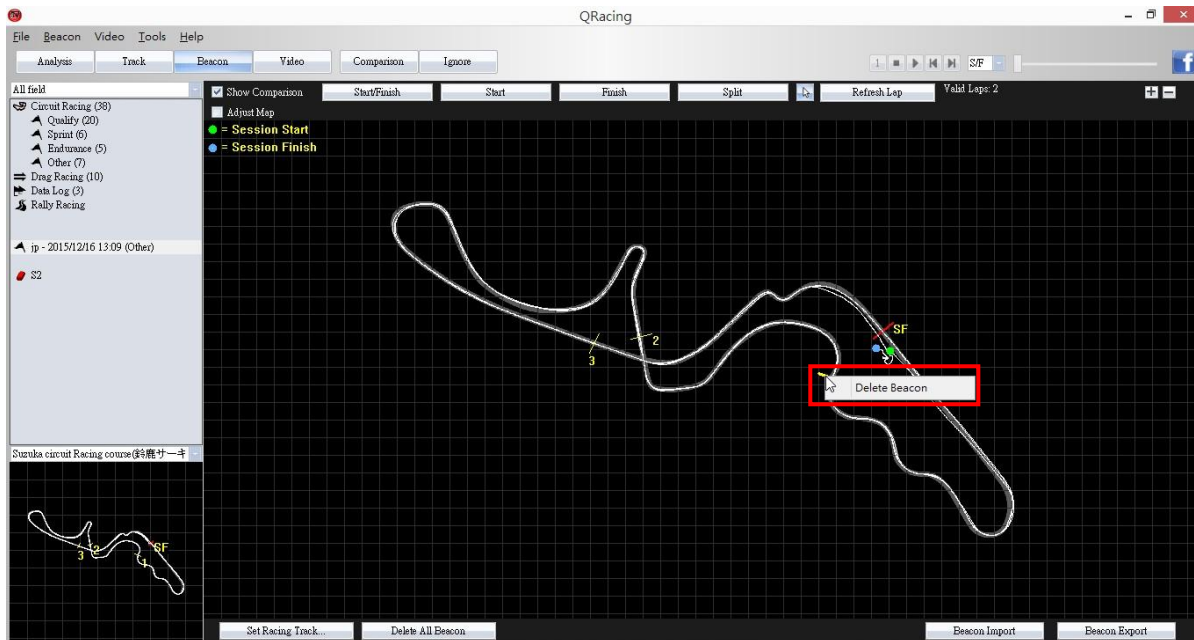 QRacing
File Beacon Video Tools Help
Analysis Track Beacon Video Comparison Ignore 1 S/F
All field
Circuit Racing (38)
Qualify (20)
Sprint (6)
Endurance (5)
Other (7)
Drag Racing (10)
Data Log (3)
Rally Racing
jp - 2015/12/16 13:09 (Other)
S2
Show Comparison Start/Finish Start Finish Split Refresh Lap Valid Laps: 2
Adjust Map
= Session Start
= Session Finish
SF
2
3
Delete Beacon
Suzuka circuit Racing course(鈴鹿サーキ
3 2 SF
1
Set Racing Track... Delete All Beacon Beacon Import Beacon Export